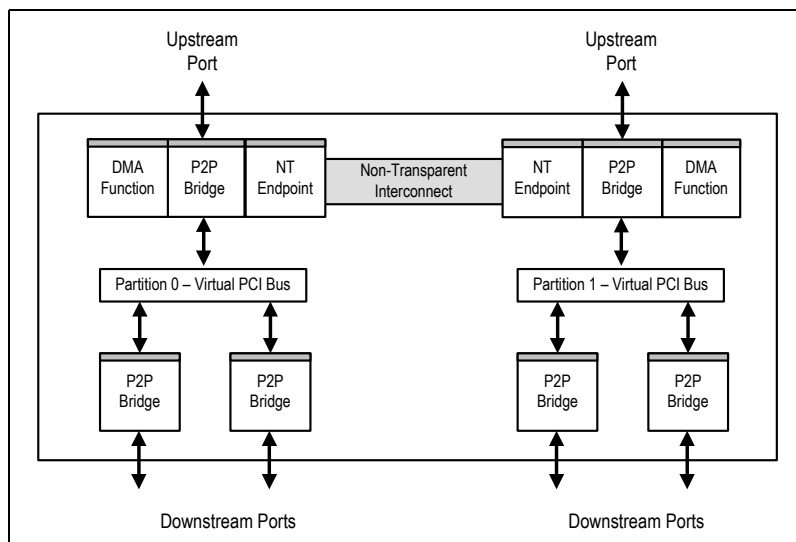 Upstream
Port
Upstream
Port
DMA
Function
P2P
Bridge
NT
Endpoint
Non-Transparent
Interconnect
NT
Endpoint
P2P
Bridge
DMA
Function
Partition 0 – Virtual PCI Bus
Partition 1 – Virtual PCI Bus
P2P
Bridge
P2P
Bridge
P2P
Bridge
P2P
Bridge
Downstream Ports
Downstream Ports